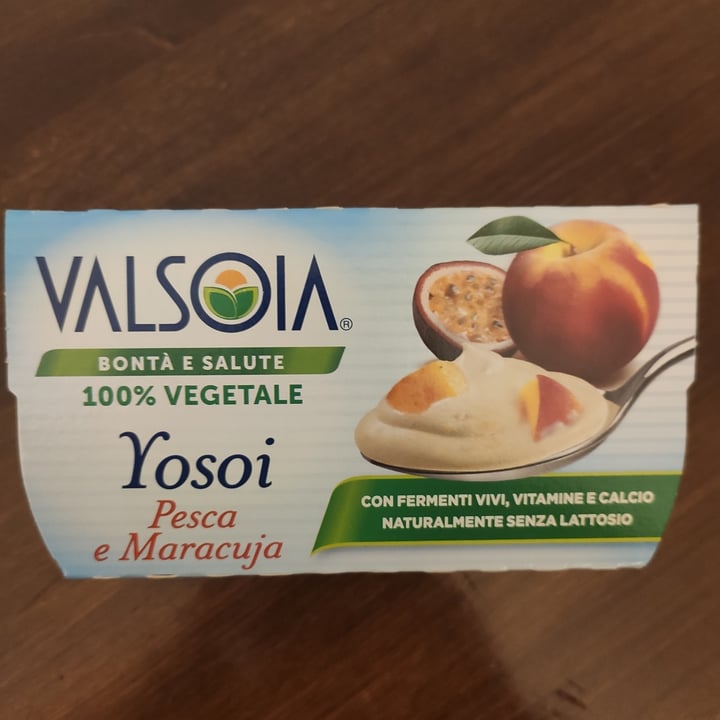 VALSOIA®
BONTÀ E SALUTE
100% VEGETALE
Yosoi
Pesca
e Maracuja
CON FERMENTI VIVI, VITAMINE E CALCIO
NATURALMENTE SENZA LATTOSIO